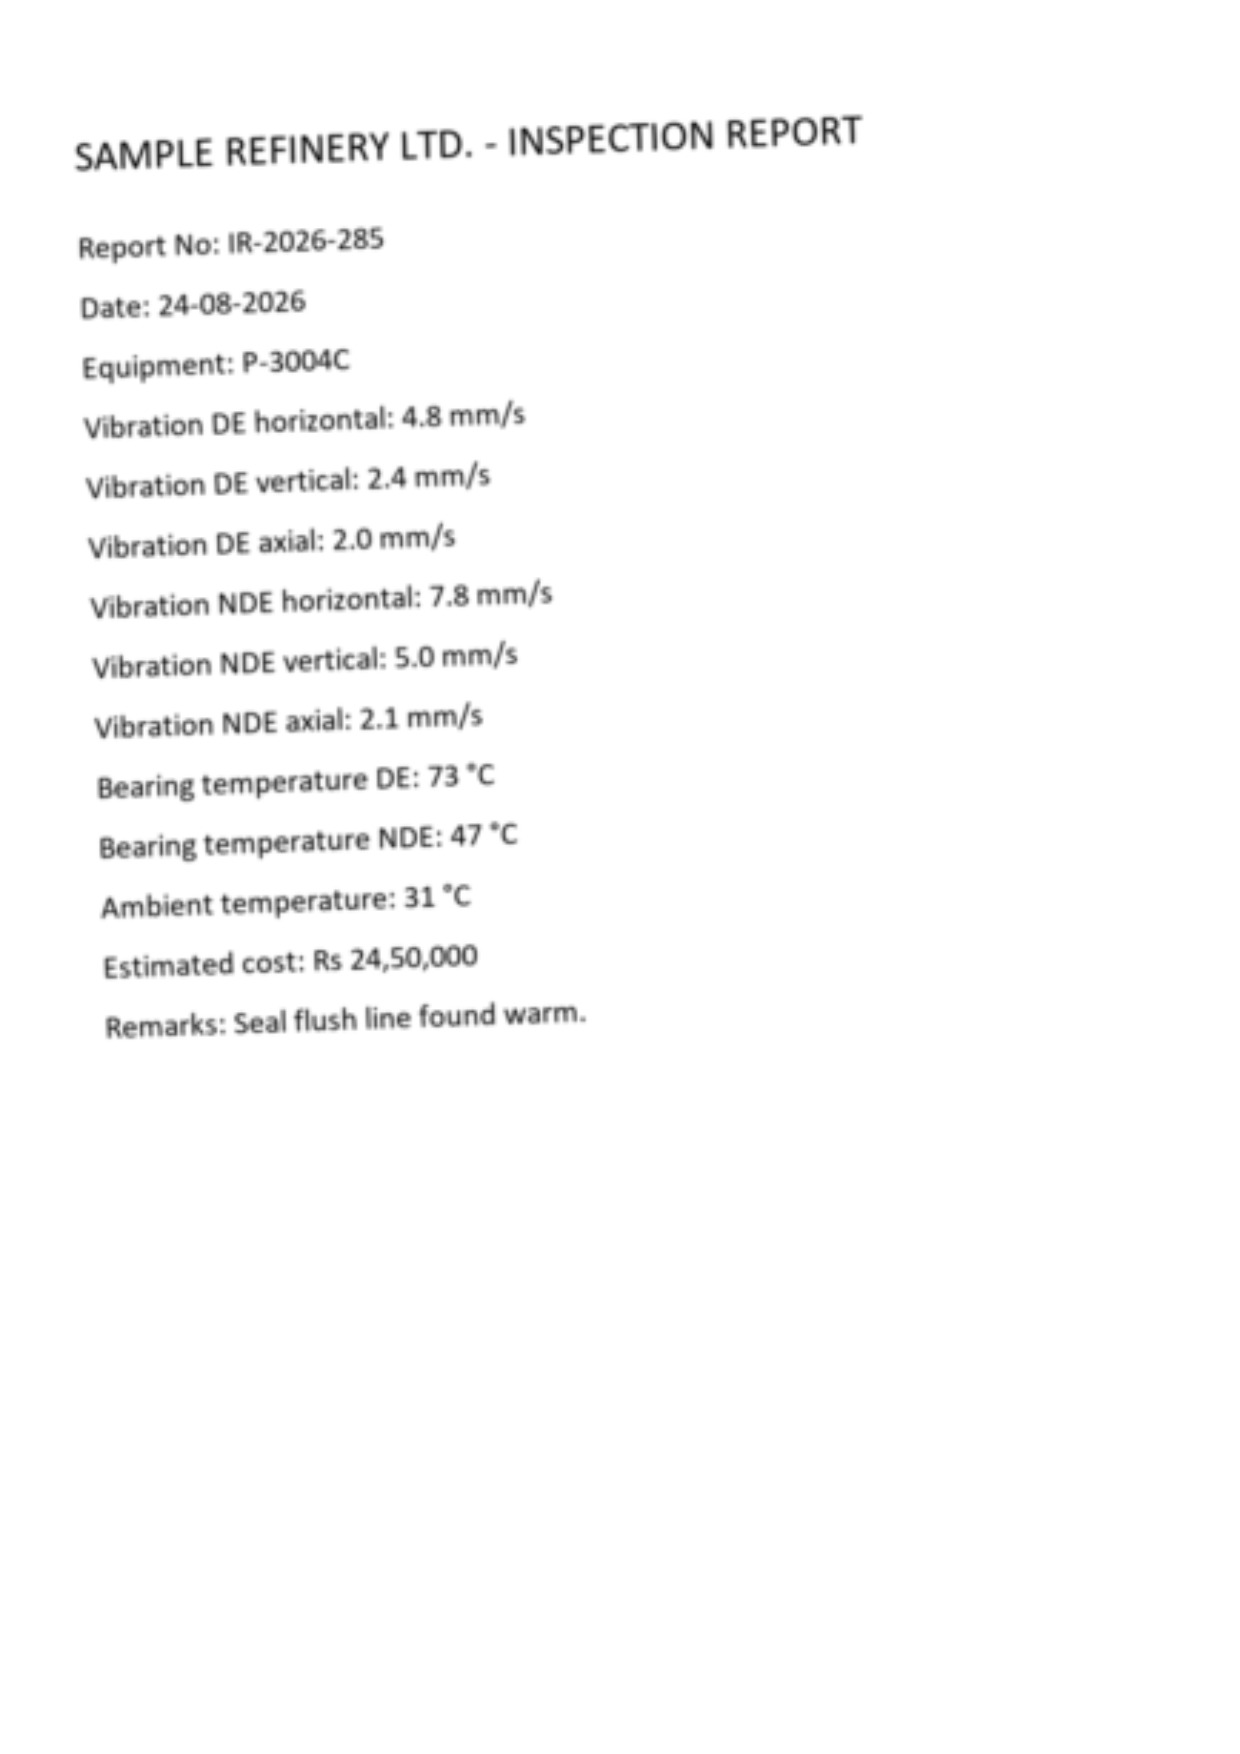 SAMPLE REFINERY LTD. - INSPECTION REPORT
Report No: IR-2026-285
Date: 24-08-2026
Equipment: P-3004C
Vibration DE horizontal: 4.8 mm/s
Vibration DE vertical: 2.4 mm/s
Vibration DE axial: 2.0 mm/s
Vibration NDE horizontal: 7.8 mm/s
Vibration NDE vertical: 5.0 mm/s
Vibration NDE axial: 2.1 mm/s
Bearing temperature DE: 73 °C
Bearing temperature NDE: 47 °C
Ambient temperature: 31 °C
Estimated cost: Rs 24,50,000
Remarks: Seal flush line found warm.